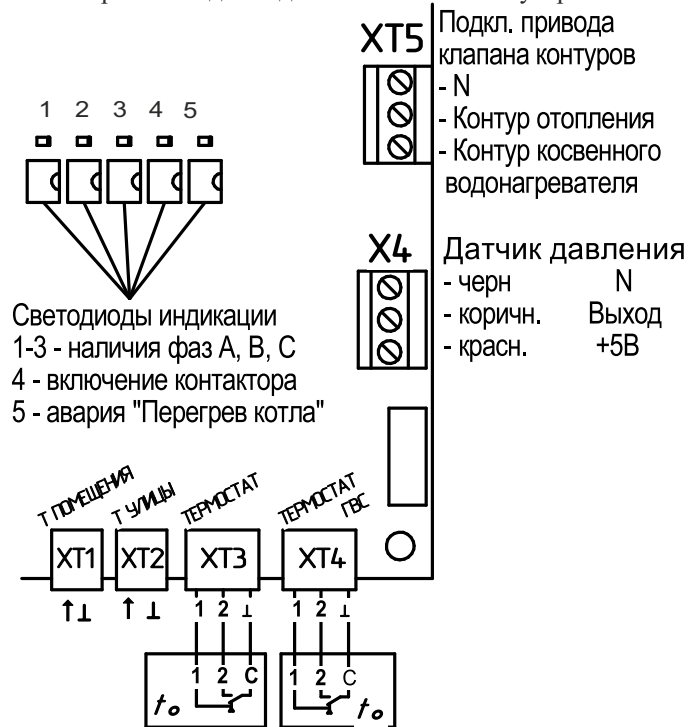 XT5
Подкл. привода
клапана контуров
- N
- Контур отопления
- Контур косвенного
водонагревателя
1 2 3 4 5
X4
Датчик давления
- черн N
- коричн. Выход
- красн. +5В
Светодиоды индикации
1-3 - наличия фаз А, В, С
4 - включение контактора
5 - авария "Перегрев котла"
Т ПОМЕЩЕНИЯ
Т УЛИЦЫ
ТЕРМОСТАТ
ТЕРМОСТАТ
ГВС
XT1 XT2 XT3 XT4
↑⊥ ↑ ⊥ 1 2 ⊥ 1 2 ⊥
1 2 C 1 2 C
to to